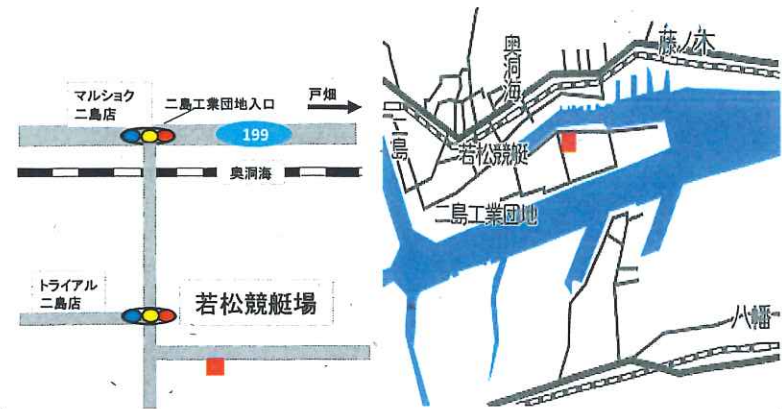 マルショク
二島店
二島工業団地入口
戸畑
199
奥洞海
トライアル
二島店
若松競艇場
奥洞海
藤ノ木
二島
若松競艇
二島工業団地
八幡